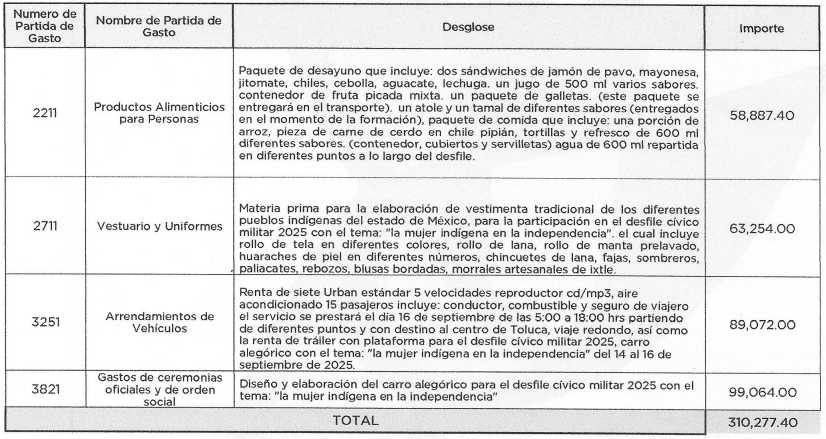 Numero de Partida de Gasto
Nombre de Partida de Gasto
Desglose
Importe
2211
Productos Alimenticios
para Personas
Paquete de desayuno que incluye: dos sándwiches de jamón de pavo, mayonesa,
jitomate, chiles, cebolla, aguacate, lechuga. un jugo de 500 ml varios sabores.
contenedor de fruta picada mixta. un paquete de galletas. (este paquete se
entregará en el transporte). un atole y un tamal de diferentes sabores (entregados
en el momento de la formación), paquete de comida que incluye: una porción de
arroz, pieza de carne de cerdo en chile pipián, tortillas y refresco de 600 ml
diferentes sabores. (contenedor, cubiertos y servilletas) agua de 600 ml repartida
en diferentes puntos a lo largo del desfile.
58,887.40
2711
Vestuario y Uniformes
Materia prima para la elaboración de vestimenta tradicional de los diferentes
pueblos indígenas del estado de México, para la participación en el desfile cívico
militar 2025 con el tema: "la mujer indígena en la independencia". el cual incluye
rollo de tela en diferentes colores, rollo de lana, rollo de manta prelavado,
huaraches de piel en diferentes números, chincuetes de lana, fajas, sombreros,
paliacates, rebozos, blusas bordadas, morrales artesanales de ixtle.
63,254.00
3251
Arrendamientos de
Vehículos
Renta de siete Urban estándar 5 velocidades reproductor cd/mp3, aire
acondicionado 15 pasajeros incluye: conductor, combustible y seguro de viajero
el servicio se prestará el día 16 de septiembre de las 5:00 a 18:00 hrs partiendo
de diferentes puntos y con destino al centro de Toluca, viaje redondo, así como
la renta de tráiler con plataforma para el desfile cívico militar 2025, carro
alegórico con el tema: "la mujer indígena en la independencia" del 14 al 16 de
septiembre de 2025.
89,072.00
3821
Gastos de ceremonias
oficiales y de orden
social
Diseño y elaboración del carro alegórico para el desfile cívico militar 2025 con el
tema: "la mujer indígena en la independencia"
99,064.00
TOTAL
310,277.40